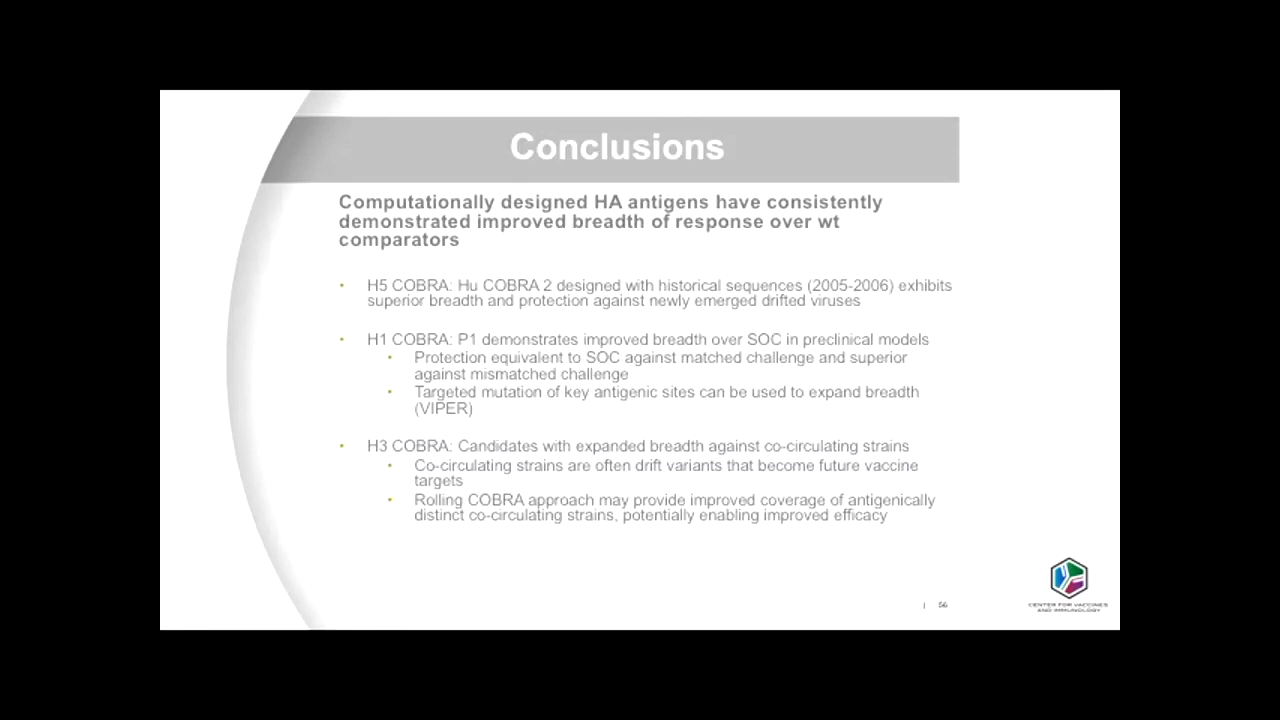 Conclusions
Computationally designed HA antigens have consistently
demonstrated improved breadth of response over wt
comparators
• H5 COBRA: Hu COBRA 2 designed with historical sequences (2005-2006) exhibits
superior breadth and protection against newly emerged drifted viruses
• H1 COBRA: P1 demonstrates improved breadth over SOC in preclinical models
• Protection equivalent to SOC against matched challenge and superior
against mismatched challenge
• Targeted mutation of key antigenic sites can be used to expand breadth
(VIPER)
• H3 COBRA: Candidates with expanded breadth against co-circulating strains
• Co-circulating strains are often drift variants that become future vaccine
targets
• Rolling COBRA approach may provide improved coverage of antigenically
distinct co-circulating strains, potentially enabling improved efficacy
| 56
CENTER FOR VACCINES
AND IMMUNOLOGY